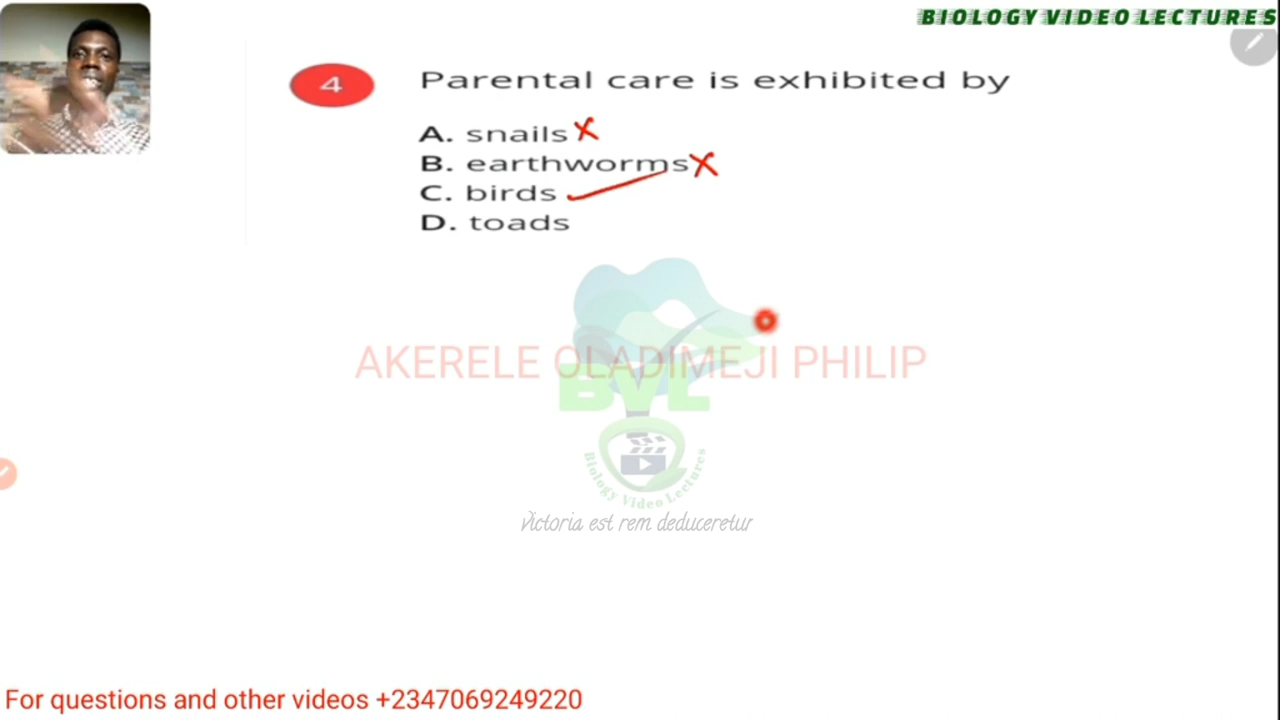 BIOLOGY VIDEO LECTURES
4 Parental care is exhibited by
A. snails
B. earthworms
C. birds
D. toads
AKERELE OLADIMEJI PHILIP
BVL
Biology Video Lectures
Victoria est rem deduceretur
For questions and other videos +2347069249220